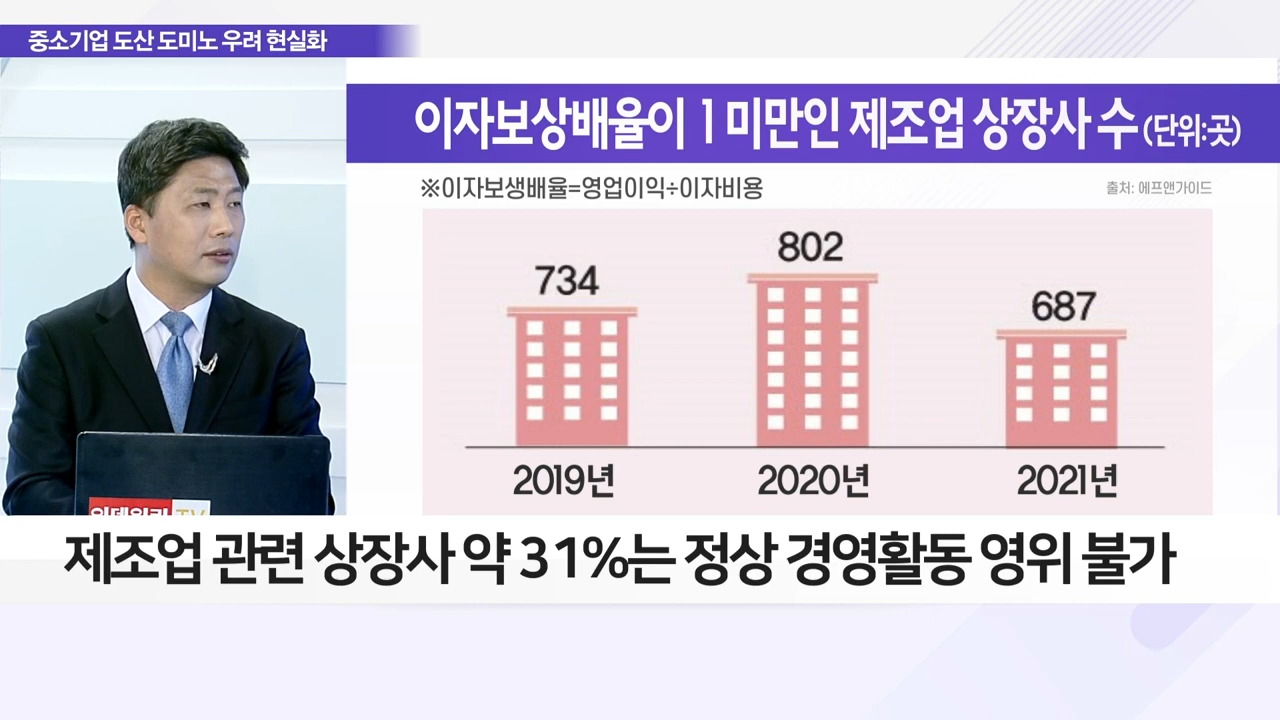 중소기업 도산 도미노 우려 현실화
이자보상배율이 1 미만인 제조업 상장사 수 (단위:곳)
※이자보생배율=영업이익÷이자비용
출처: 에프앤가이드
734
802
687
2019년
2020년
2021년
TV
제조업 관련 상장사 약 31%는 정상 경영활동 영위 불가